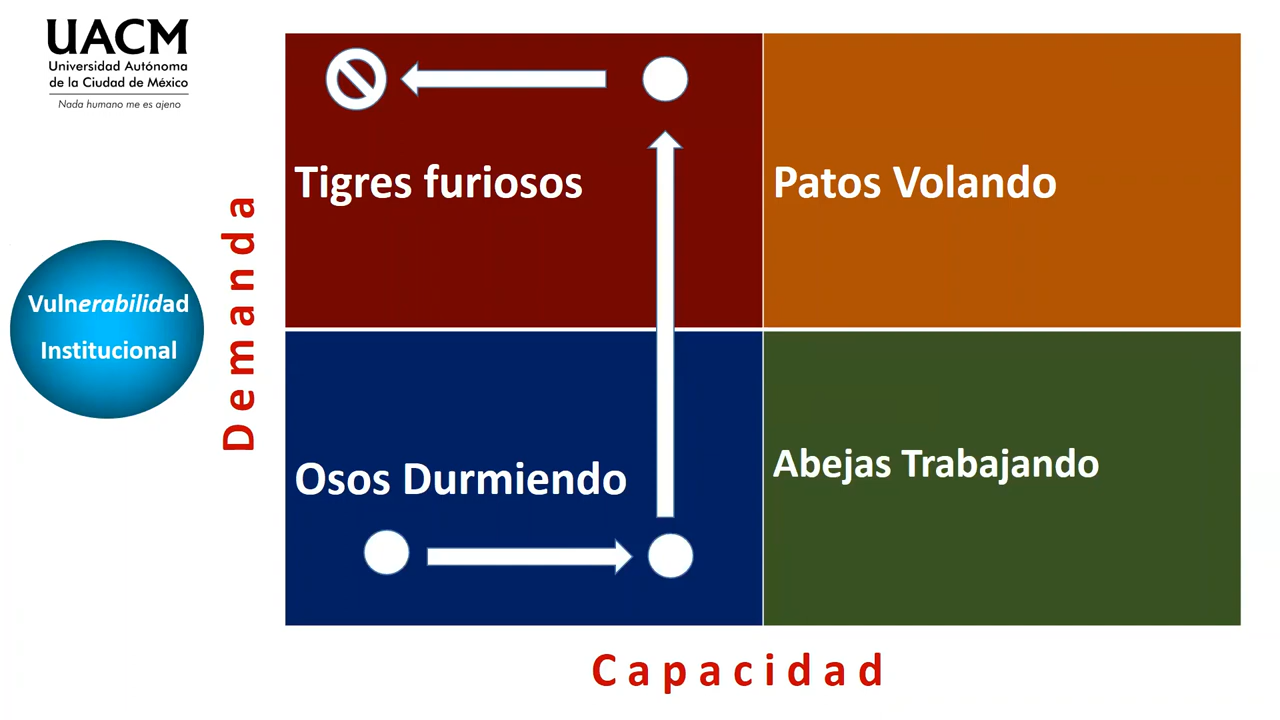 UACM
Universidad Autónoma
de la Ciudad de México
Nada humano me es ajeno
Tigres furiosos
Patos Volando
Demanda
Vulnerabilidad
Institucional
Osos Durmiendo
Abejas Trabajando
Capacidad